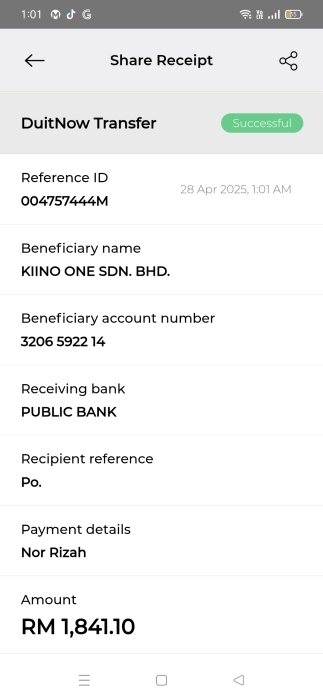 1:01
Share Receipt
DuitNow Transfer
Successful
Reference ID
28 Apr 2025, 1:01 AM
004757444M
Beneficiary name
KIINO ONE SDN. BHD.
Beneficiary account number
3206 5922 14
Receiving bank
PUBLIC BANK
Recipient reference
Po.
Payment details
Nor Rizah
Amount
RM 1,841.10